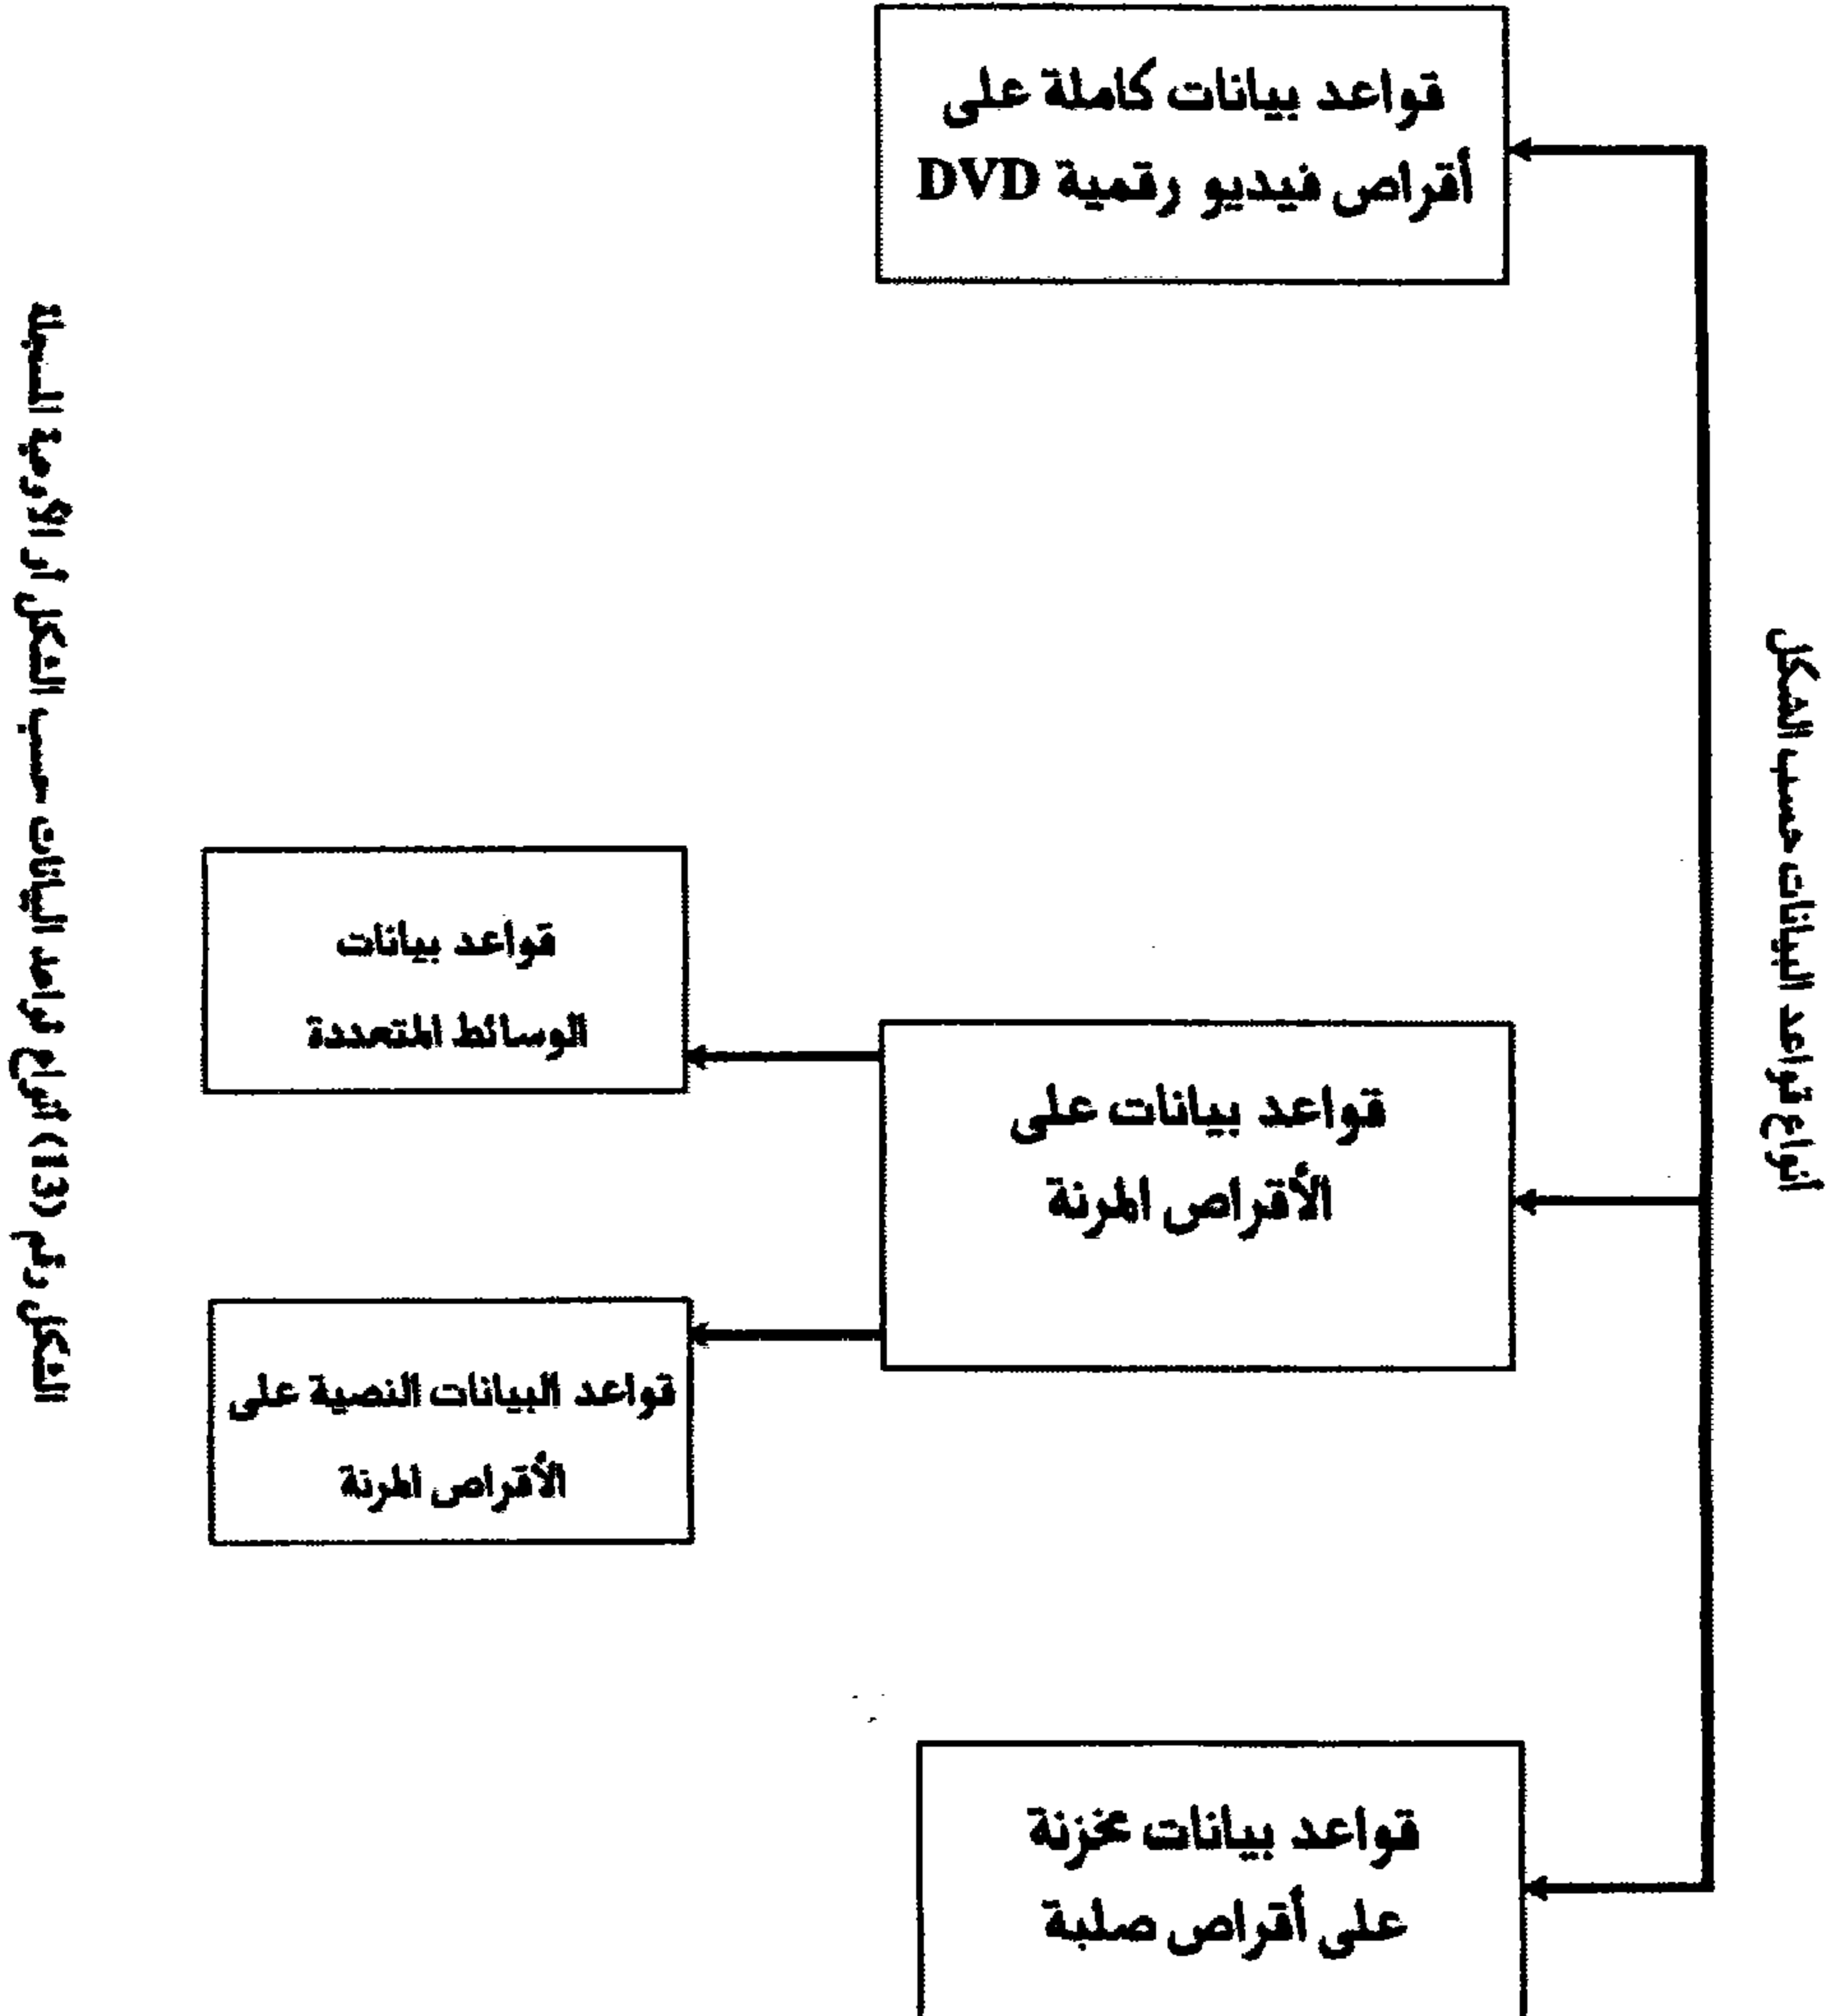 أنواع قواعد البيانات حسب الشكل
قواعد بيانات كاملة على
أقراص فيديو رقمية DVD
قواعد بيانات على
الأقراص المرنة
قواعد بيانات
الوسائط المتعددة
قواعد البيانات النصية على
الأقراص المرنة
قواعد بيانات مخزنة
على أقراص صلبة
الشكل رقم (13) أنواع قواعد البيانات حسب الشكل أو الأوعية